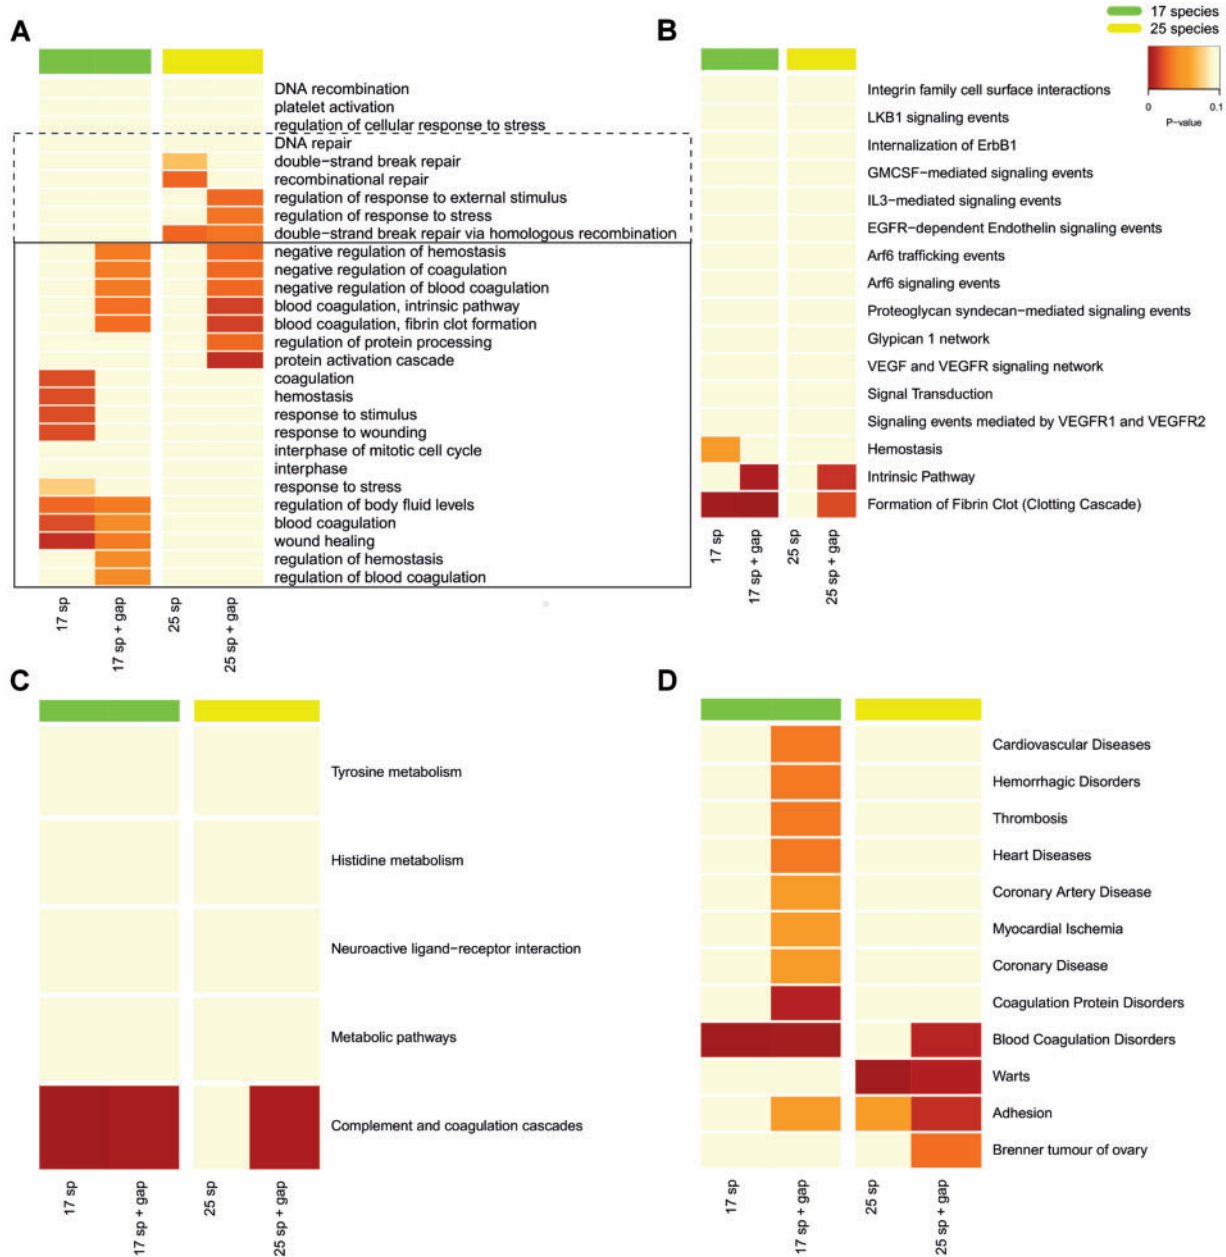 A
DNA recombination
platelet activation
regulation of cellular response to stress
DNA repair
double-strand break repair
recombinational repair
regulation of response to external stimulus
regulation of response to stress
double-strand break repair via homologous recombination
negative regulation of hemostasis
negative regulation of coagulation
negative regulation of blood coagulation
blood coagulation, intrinsic pathway
blood coagulation, fibrin clot formation
regulation of protein processing
protein activation cascade
coagulation
hemostasis
response to stimulus
response to wounding
interphase of mitotic cell cycle
interphase
response to stress
regulation of body fluid levels
blood coagulation
wound healing
regulation of hemostasis
regulation of blood coagulation
17 sp
17 sp + gap
25 sp
25 sp + gap
B
17 species
25 species
0
0.1
P-value
Integrin family cell surface interactions
LKB1 signaling events
Internalization of ErbB1
GMCSF-mediated signaling events
IL3-mediated signaling events
EGFR-dependent Endothelin signaling events
Arf6 trafficking events
Arf6 signaling events
Proteoglycan syndecan-mediated signaling events
Glypican 1 network
VEGF and VEGFR signaling network
Signal Transduction
Signaling events mediated by VEGFR1 and VEGFR2
Hemostasis
Intrinsic Pathway
Formation of Fibrin Clot (Clotting Cascade)
17 sp
17 sp + gap
25 sp
25 sp + gap
C
Tyrosine metabolism
Histidine metabolism
Neuroactive ligand-receptor interaction
Metabolic pathways
Complement and coagulation cascades
17 sp
17 sp + gap
25 sp
25 sp + gap
D
Cardiovascular Diseases
Hemorrhagic Disorders
Thrombosis
Heart Diseases
Coronary Artery Disease
Myocardial Ischemia
Coronary Disease
Coagulation Protein Disorders
Blood Coagulation Disorders
Warts
Adhesion
Brenner tumour of ovary
17 sp
17 sp + gap
25 sp
25 sp + gap